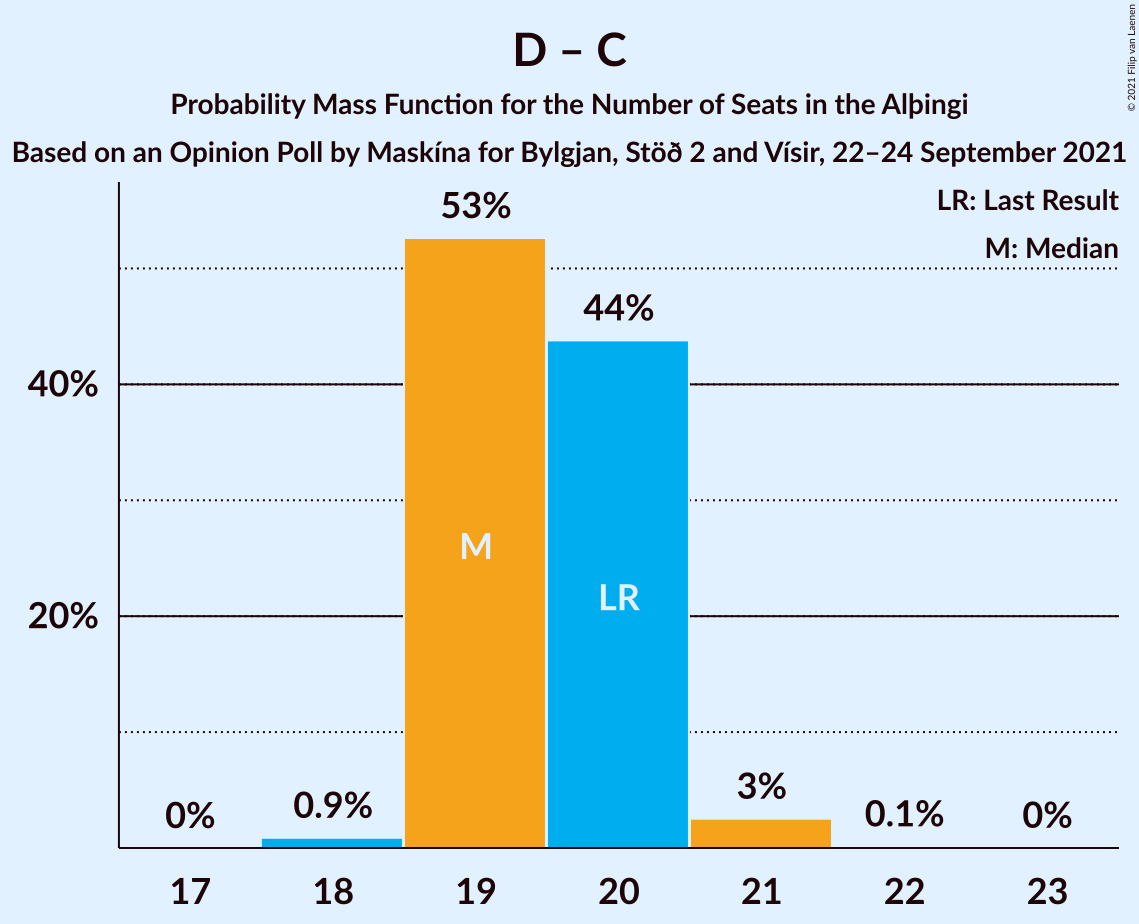 D – C
Probability Mass Function for the Number of Seats in the Alþingi
Based on an Opinion Poll by Maskína for Bylgjan, Stöð 2 and Vísir, 22–24 September 2021
© 2021 Filip van Laenen
LR: Last Result
M: Median
53%
44%
40%
M
LR
20%
0%
0.9%
3%
0.1%
0%
17 18 19 20 21 22 23